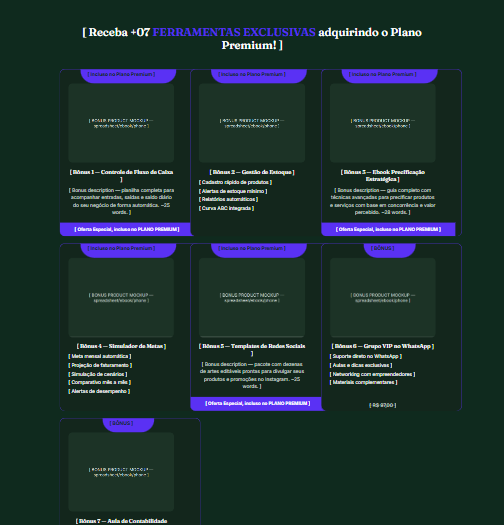 [ Receba +07 FERRAMENTAS EXCLUSIVAS adquirindo o Plano
Premium! ]
[ Incluso no Plano Premium ]
[ BONUS PRODUCT MOCKUP —
spreadsheet/ebook/phone ]
[ Bônus 1 — Controle de Fluxo de Caixa
]
[ Bonus description — planilha completa para
acompanhar entradas, saídas e saldo diário
do seu negócio de forma automática. ~25
words. ]
[ Oferta Especial, incluso no PLANO PREMIUM ]
[ Incluso no Plano Premium ]
[ BONUS PRODUCT MOCKUP —
spreadsheet/ebook/phone ]
[ Bônus 2 — Gestão de Estoque ]
[ Cadastro rápido de produtos ]
[ Alertas de estoque mínimo ]
[ Relatórios automáticos ]
[ Curva ABC integrada ]
[ Incluso no Plano Premium ]
[ BONUS PRODUCT MOCKUP —
spreadsheet/ebook/phone ]
[ Bônus 3 — Ebook Precificação
Estratégica ]
[ Bonus description — guia completo com
técnicas avançadas para precificar produtos
e serviços com base em concorrência e valor
percebido. ~28 words. ]
[ Oferta Especial, incluso no PLANO PREMIUM ]
[ Incluso no Plano Premium ]
[ BONUS PRODUCT MOCKUP —
spreadsheet/ebook/phone ]
[ Bônus 4 — Simulador de Metas ]
[ Meta mensal automática ]
[ Projeção de faturamento ]
[ Simulação de cenários ]
[ Comparativo mês a mês ]
[ Alertas de desempenho ]
[ Incluso no Plano Premium ]
[ BONUS PRODUCT MOCKUP —
spreadsheet/ebook/phone ]
[ Bônus 5 — Templates de Redes Sociais
]
[ Bonus description — pacote com dezenas
de artes editáveis prontas para divulgar seus
produtos e promoções no Instagram. ~25
words. ]
[ Oferta Especial, incluso no PLANO PREMIUM ]
[ BÔNUS ]
[ BONUS PRODUCT MOCKUP —
spreadsheet/ebook/phone ]
[ Bônus 6 — Grupo VIP no WhatsApp ]
[ Suporte direto no WhatsApp ]
[ Aulas e dicas exclusivas ]
[ Networking com empreendedores ]
[ Materiais complementares ]
[ R$ 97,00 ]
[ BÔNUS ]
[ BONUS PRODUCT MOCKUP —
spreadsheet/ebook/phone ]
[ Bônus 7 — Aula de Contabilidade